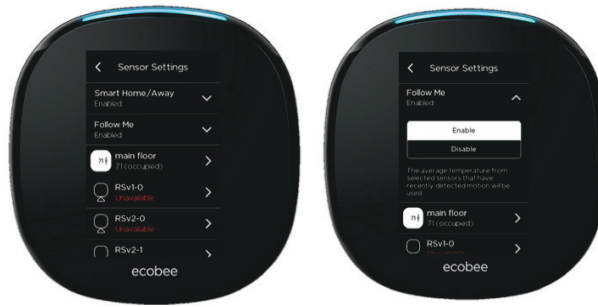 Sensor Settings
Smart Home/Away
Enabled
Follow Me
Enabled
71
main floor
71 (occupied)
RSv1-0
Unavailable
RSv2-0
Unavailable
RSv2-1
ecobee
Sensor Settings
Follow Me
Enabled
Enable
Disable
The average temperature from
selected sensors that have
recently detected motion will be
used
71
main floor
71 (occupied)
RSv1-0
ecobee